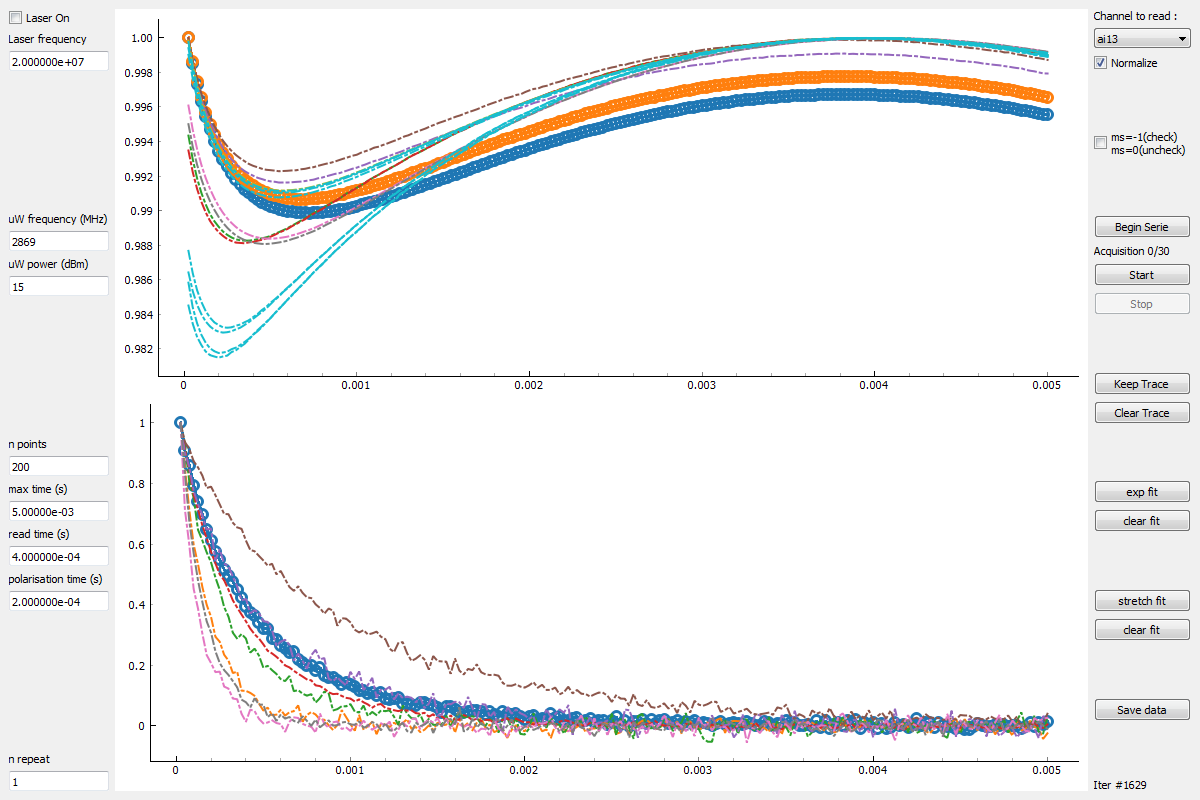 Laser On
Laser frequency
2.000000e+07
uW frequency (MHz)
2869
uW power (dBm)
15
n points
200
max time (s)
5.00000e-03
read time (s)
4.000000e-04
polarisation time (s)
2.000000e-04
n repeat
1
1.00
0.998
0.996
0.994
0.992
0.99
0.988
0.986
0.984
0.982
0
0.001
0.002
0.003
0.004
0.005
1
0.8
0.6
0.4
0.2
0
0
0.001
0.002
0.003
0.004
0.005
Channel to read :
ai13
Normalize
ms=-1(check)
ms=0(uncheck)
Begin Serie
Acquisition 0/30
Start
Stop
Keep Trace
Clear Trace
exp fit
clear fit
stretch fit
clear fit
Save data
Iter #1629